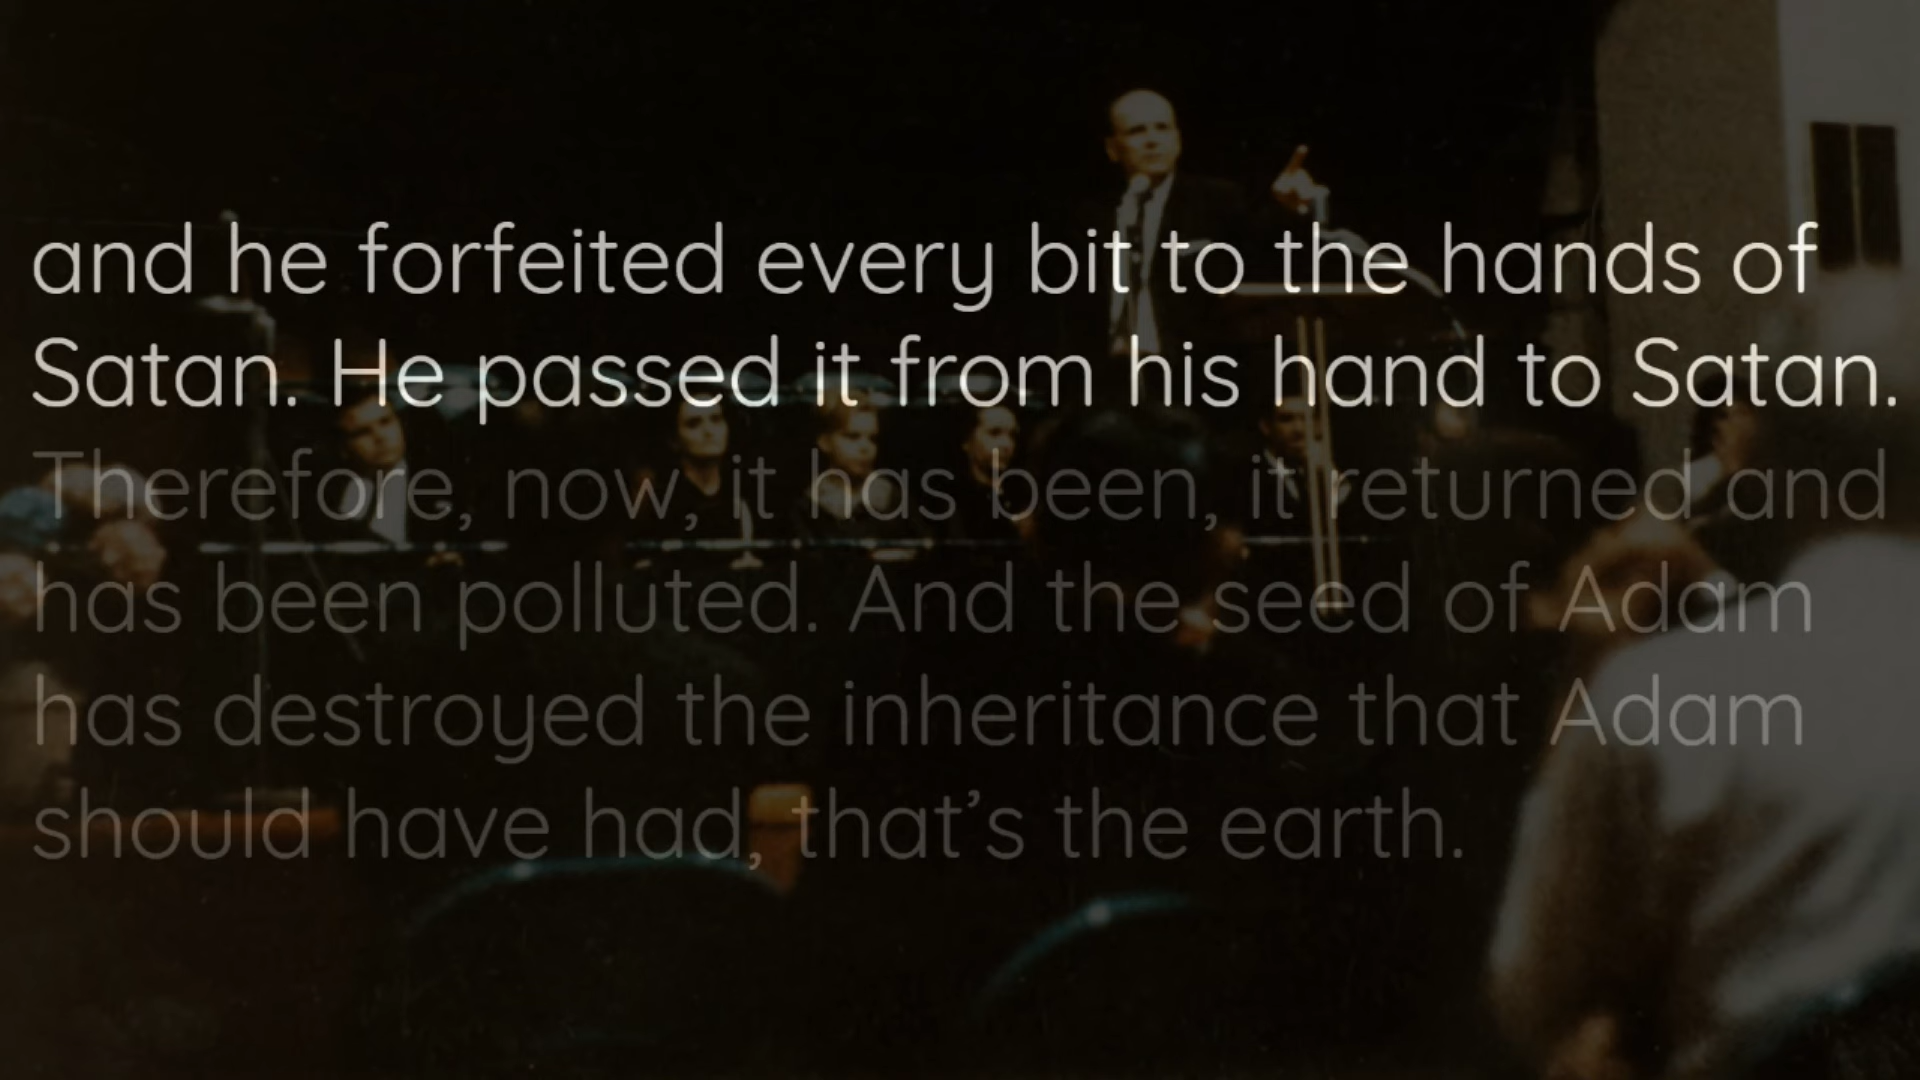 and he forfeited every bit to the hands of
Satan. He passed it from his hand to Satan.
Therefore, now, it has been, it returned and
has been polluted. And the seed of Adam
has destroyed the inheritance that Adam
should have had, that’s the earth.